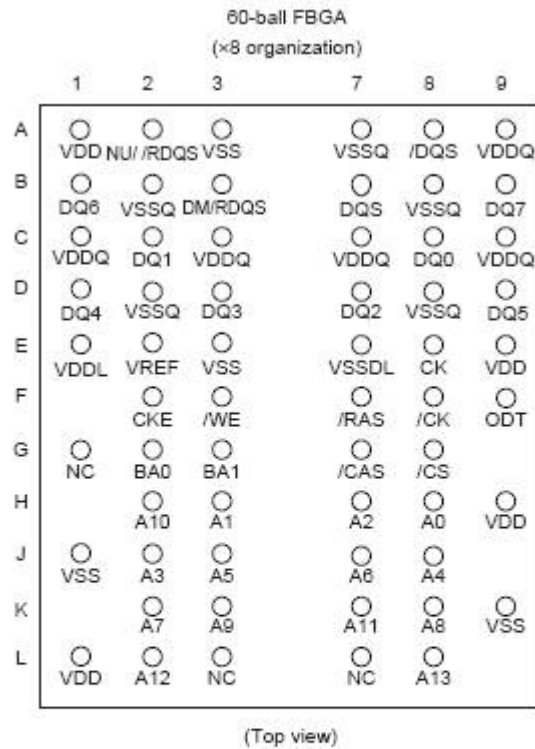 60-ball FBGA
(×8 organization)
1 2 3 7 8 9
A
VDD NU/ /RDQS VSS VSSQ /DQS VDDQ
B
DQ6 VSSQ DM/RDQS DQS VSSQ DQ7
C
VDDQ DQ1 VDDQ VDDQ DQ0 VDDQ
D
DQ4 VSSQ DQ3 DQ2 VSSQ DQ5
E
VDDL VREF VSS VSSDL CK VDD
F
CKE /WE /RAS /CK ODT
G
NC BA0 BA1 /CAS /CS
H
A10 A1 A2 A0 VDD
J
VSS A3 A5 A6 A4
K
A7 A9 A11 A8 VSS
L
VDD A12 NC NC A13
(Top view)